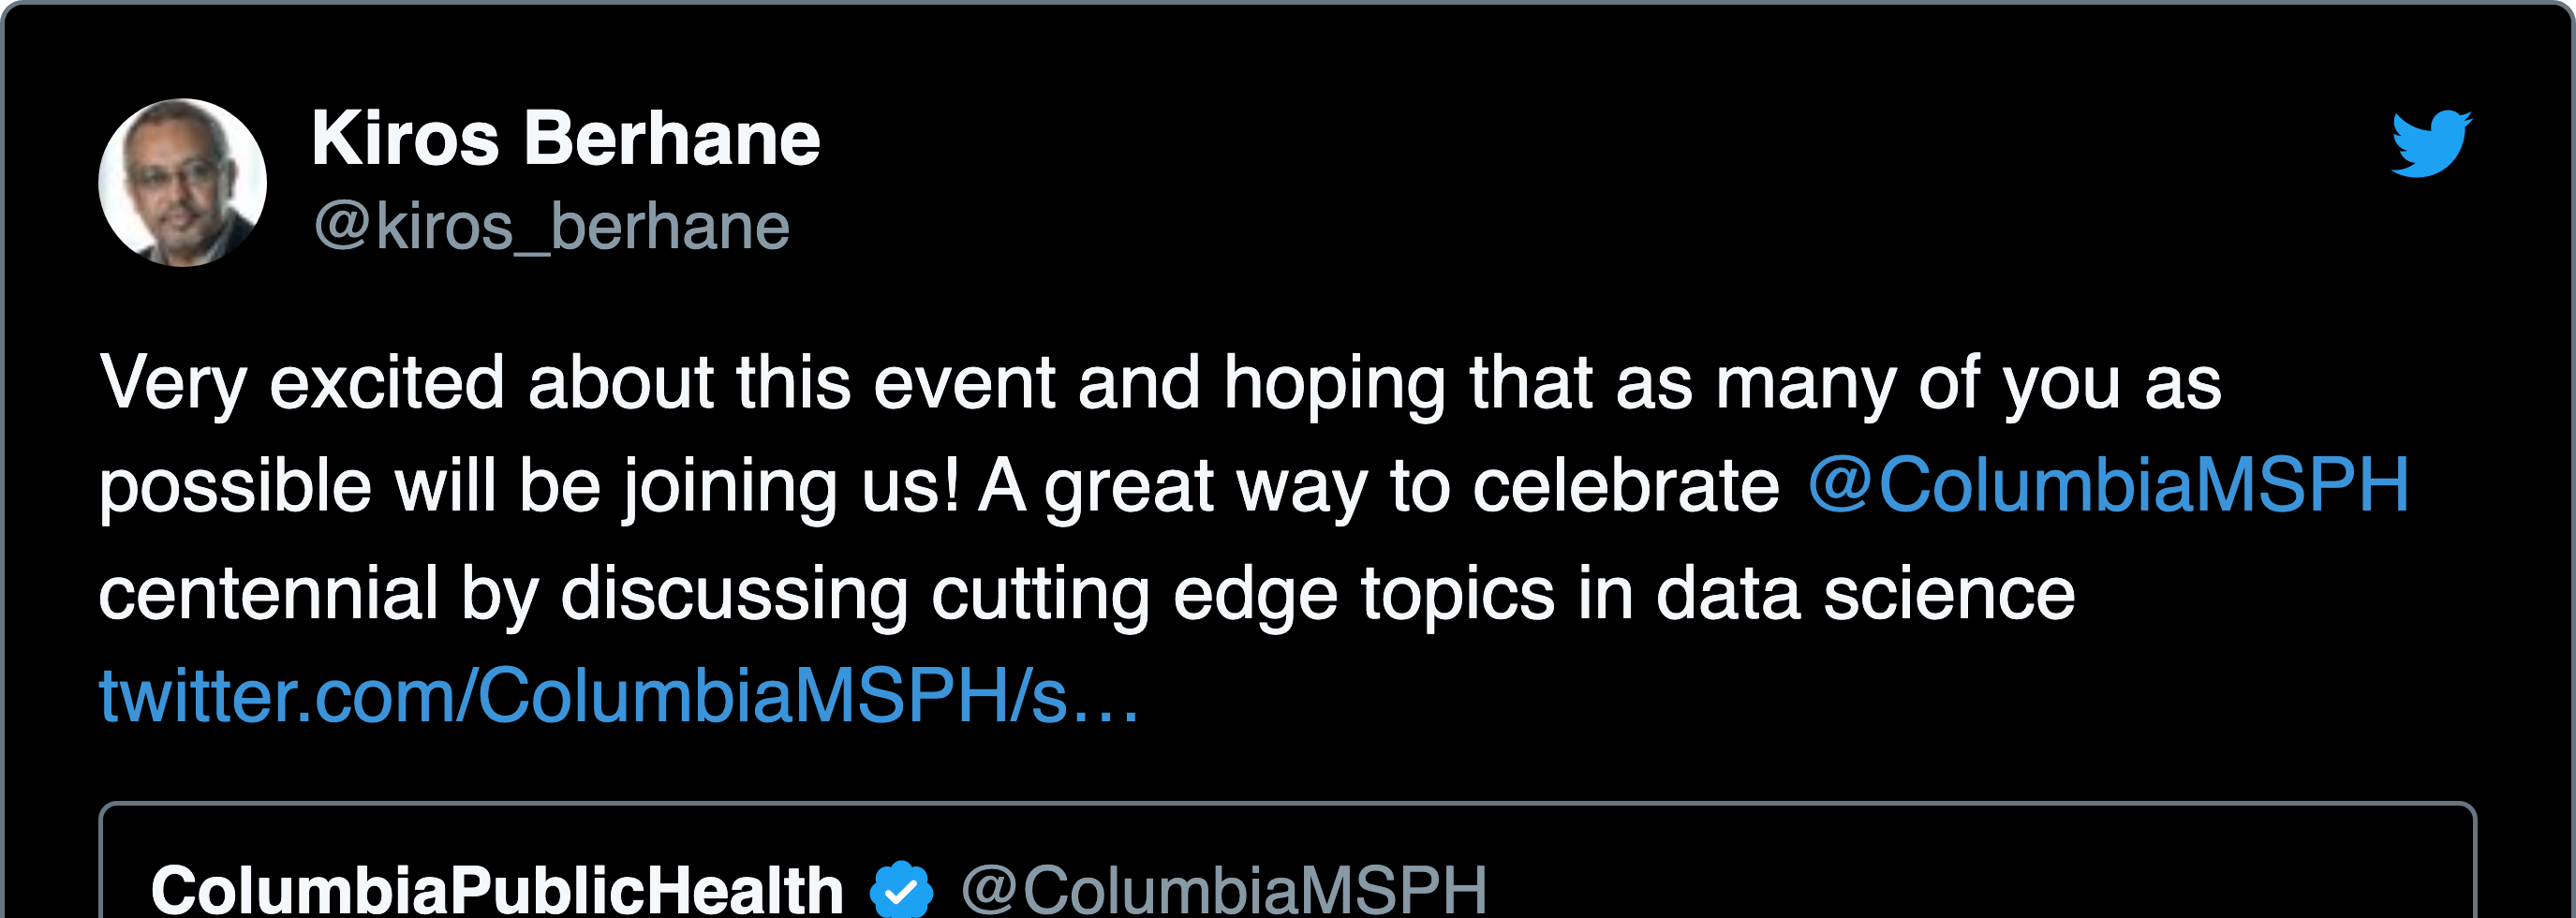 Kiros Berhane
@kiros_berhane
Very excited about this event and hoping that as many of you as
possible will be joining us! A great way to celebrate @ColumbiaMSPH
centennial by discussing cutting edge topics in data science
twitter.com/ColumbiaMSPH/s…
ColumbiaPublicHealth @ColumbiaMSPH